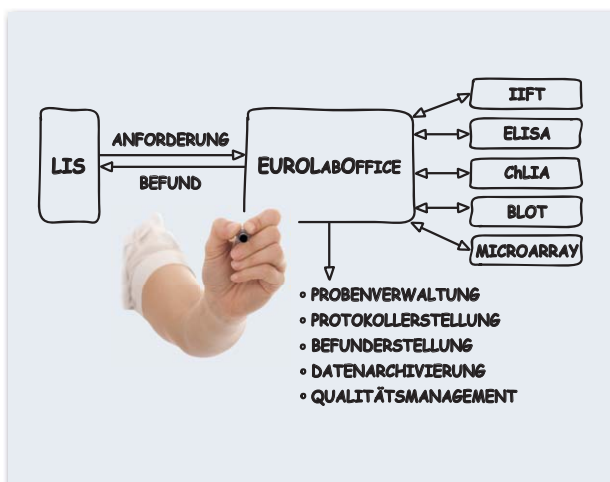 IIFT
ANFORDERUNG
ELISA
LIS
EUROLABOFFICE
ChLIA
BEFUND
BLOT
MICROARRAY
• PROBENVERWALTUNG
• PROTOKOLLERSTELLUNG
• BEFUNDERSTELLUNG
• DATENARCHIVIERUNG
• QUALITÄTSMANAGEMENT